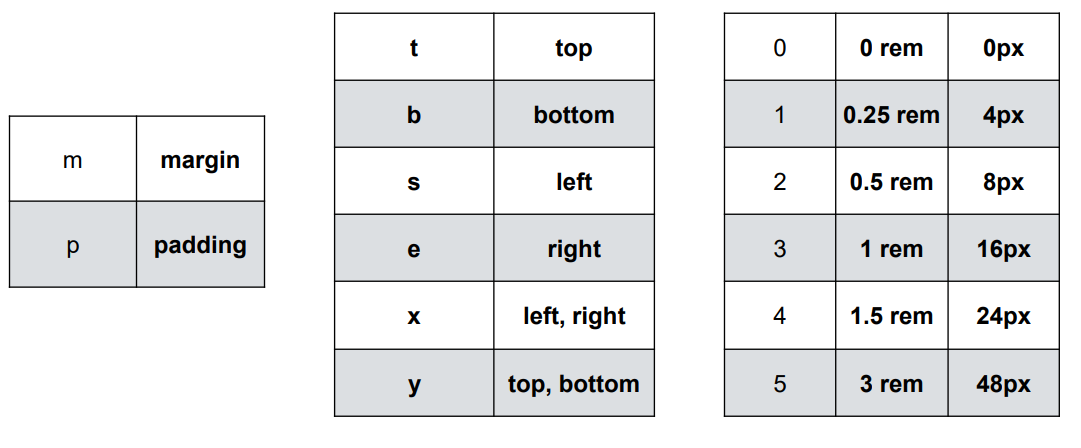 m margin
p padding
t top
b bottom
s left
e right
x left, right
y top, bottom
0 0 rem 0px
1 0.25 rem 4px
2 0.5 rem 8px
3 1 rem 16px
4 1.5 rem 24px
5 3 rem 48px